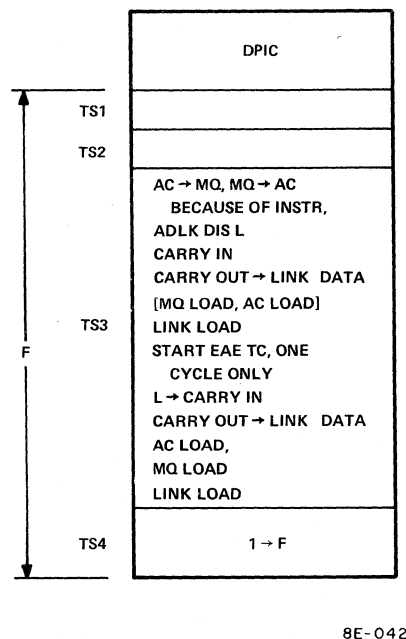 DPIC
TS1
TS2
AC → MQ, MQ → AC
BECAUSE OF INSTR,
ADLK DIS L
CARRY IN
CARRY OUT → LINK DATA
[MQ LOAD, AC LOAD]
TS3
LINK LOAD
F
START EAE TC, ONE
CYCLE ONLY
L → CARRY IN
CARRY OUT → LINK DATA
AC LOAD,
MQ LOAD
LINK LOAD
TS4
1 → F
8E-042